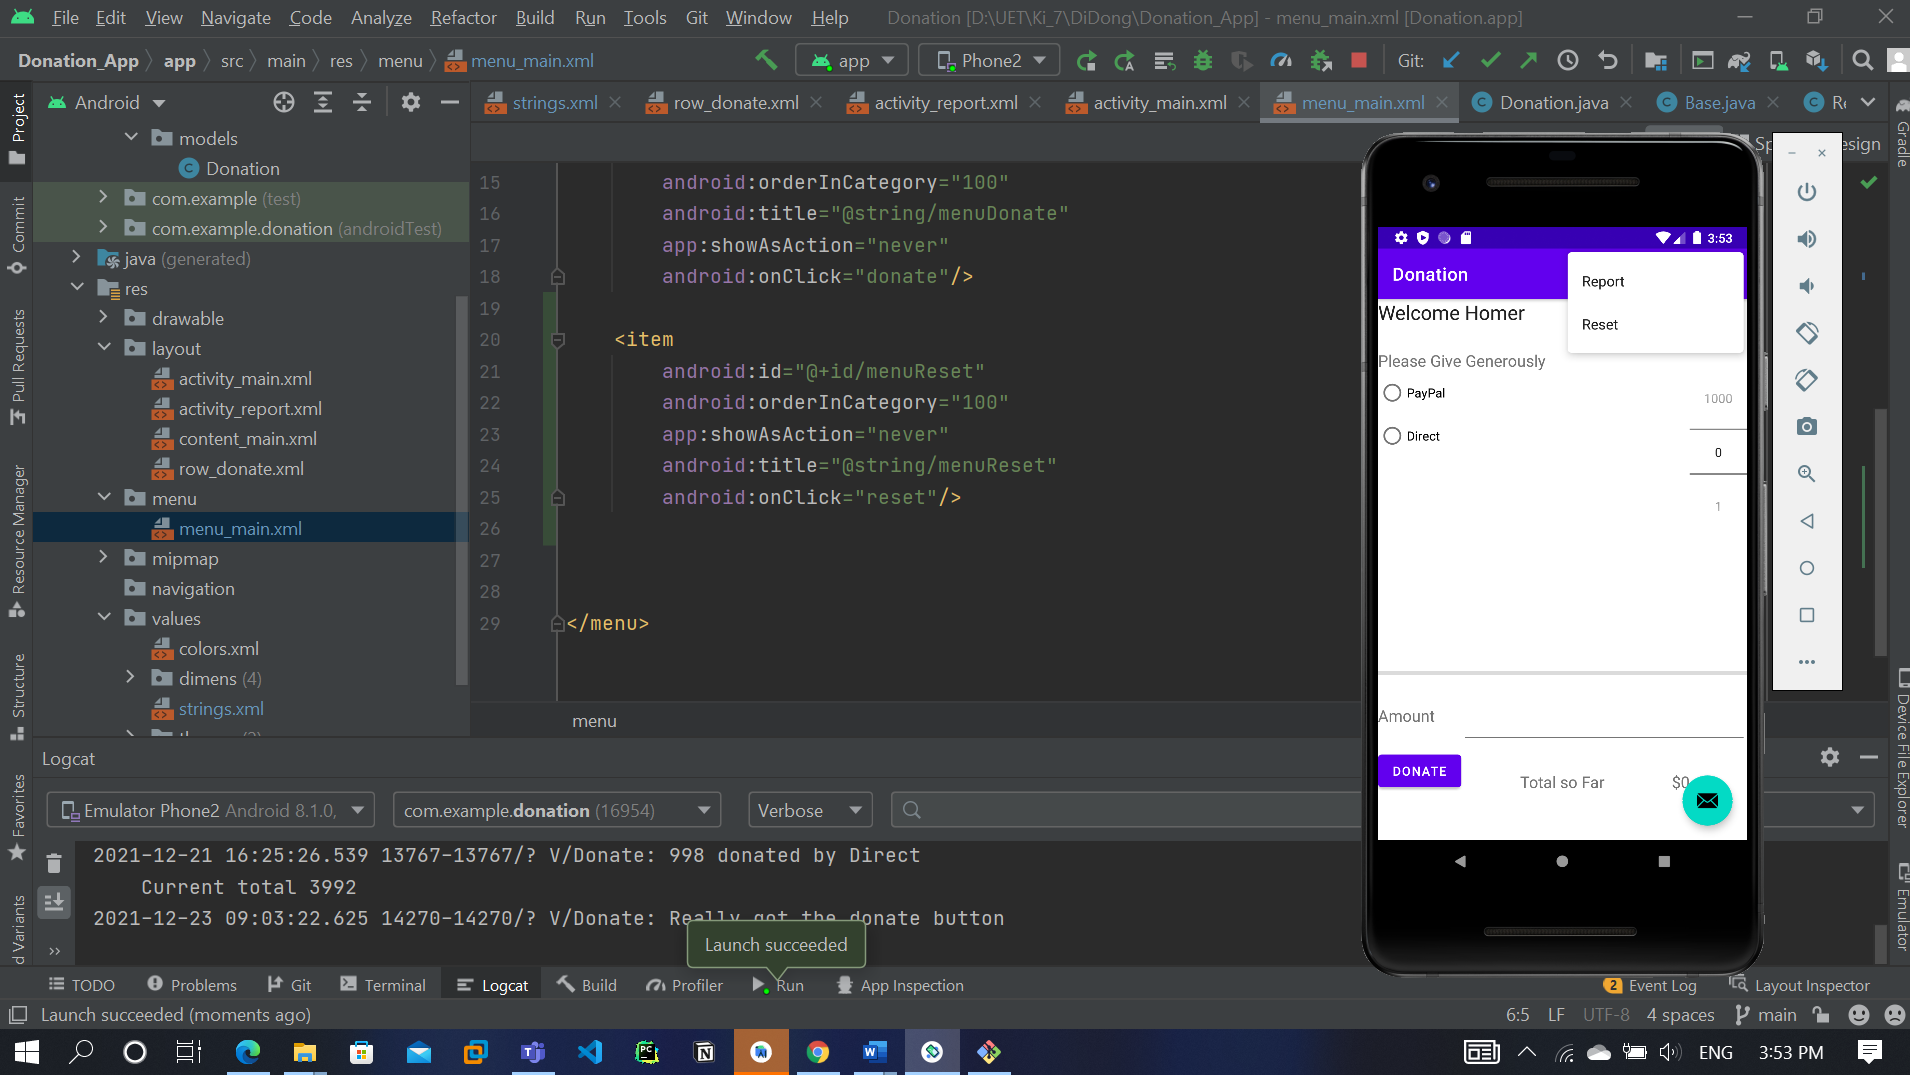 File Edit View Navigate Code Analyze Refactor Build Run Tools Git Window Help Donation [D:\UET\Ki_7\DiDong\Donation_App] - menu_main.xml [Donation.app]
Donation_App app src main res menu menu_main.xml app Phone2 Git:
Android
strings.xml row_donate.xml activity_report.xml activity_main.xml menu_main.xml Donation.java Base.java
Project
Commit
Pull Requests
Resource Manager
Structure
Favorites
models
Donation
com.example (test)
com.example.donation (androidTest)
java (generated)
res
drawable
layout
activity_main.xml
activity_report.xml
content_main.xml
row_donate.xml
menu
menu_main.xml
mipmap
navigation
values
colors.xml
dimens (4)
strings.xml
15 android:orderInCategory="100"
16 android:title="@string/menuDonate"
17 app:showAsAction="never"
18 android:onClick="donate"/>
19
20 <item
21 android:id="@+id/menuReset"
22 android:orderInCategory="100"
23 app:showAsAction="never"
24 android:title="@string/menuReset"
25 android:onClick="reset"/>
26
27
28
29 </menu>
menu
3:53
Donation
Report
Reset
Welcome Homer
Please Give Generously
PayPal
Direct
1000
0
1
Amount
DONATE
Total so Far
$0
Gradle
Device File Explorer
Emulator
Logcat
Emulator Phone2 Android 8.1.0, com.example.donation (16954) Verbose
2021-12-21 16:25:26.539 13767-13767/? V/Donate: 998 donated by Direct
Current total 3992
2021-12-23 09:03:22.625 14270-14270/? V/Donate: Really got the donate button
Launch succeeded
TODO Problems Git Terminal Logcat Build Profiler Run App Inspection 2 Event Log Layout Inspector
Launch succeeded (moments ago) 6:5 LF UTF-8 4 spaces main
ENG 3:53 PM